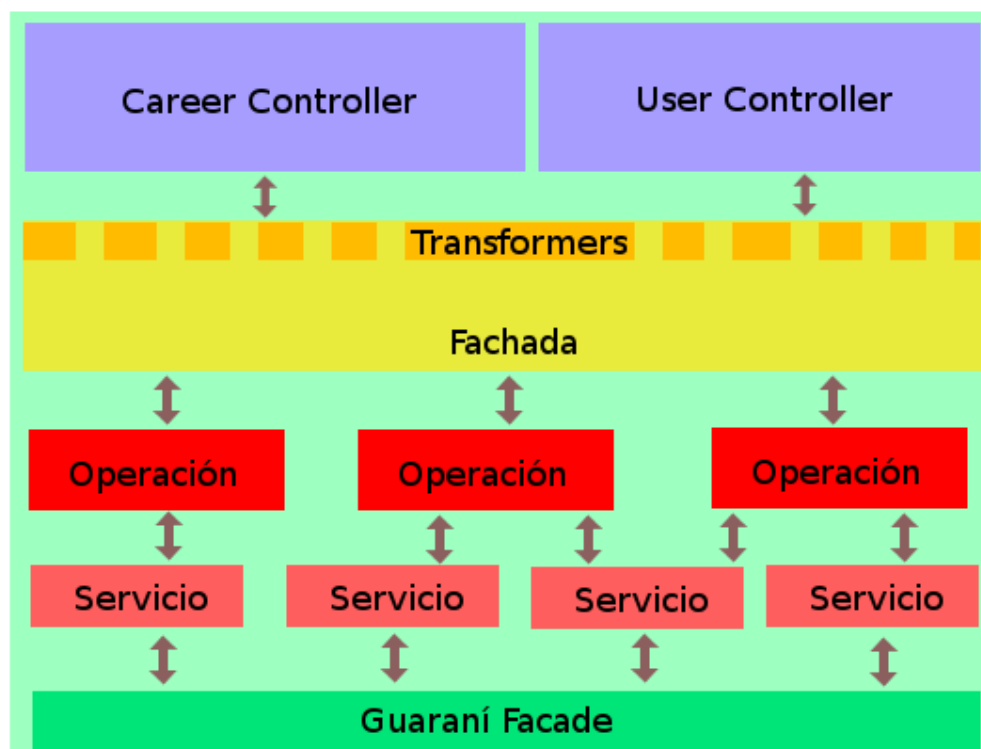 Career Controller
User Controller
Transformers
Fachada
Operación
Operación
Operación
Servicio
Servicio
Servicio
Servicio
Guaraní Facade